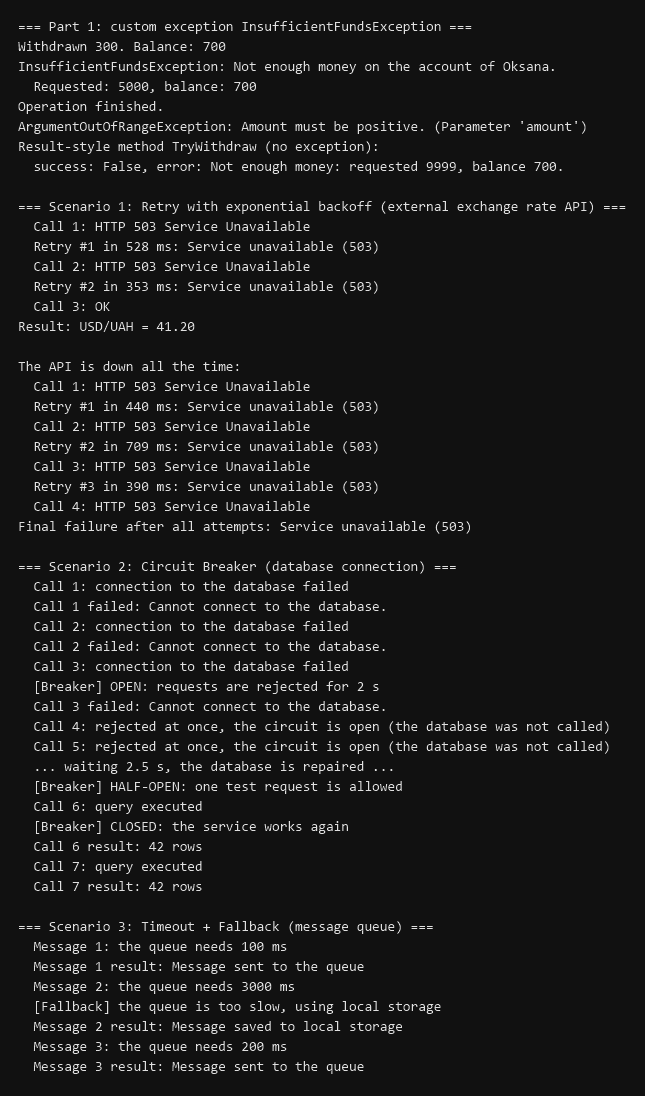 === Part 1: custom exception InsufficientFundsException ===
Withdrawn 300. Balance: 700
InsufficientFundsException: Not enough money on the account of Oksana.
  Requested: 5000, balance: 700
Operation finished.
ArgumentOutOfRangeException: Amount must be positive. (Parameter 'amount')
Result-style method TryWithdraw (no exception):
  success: False, error: Not enough money: requested 9999, balance 700.

=== Scenario 1: Retry with exponential backoff (external exchange rate API) ===
  Call 1: HTTP 503 Service Unavailable
  Retry #1 in 528 ms: Service unavailable (503)
  Call 2: HTTP 503 Service Unavailable
  Retry #2 in 353 ms: Service unavailable (503)
  Call 3: OK
Result: USD/UAH = 41.20

The API is down all the time:
  Call 1: HTTP 503 Service Unavailable
  Retry #1 in 440 ms: Service unavailable (503)
  Call 2: HTTP 503 Service Unavailable
  Retry #2 in 709 ms: Service unavailable (503)
  Call 3: HTTP 503 Service Unavailable
  Retry #3 in 390 ms: Service unavailable (503)
  Call 4: HTTP 503 Service Unavailable
Final failure after all attempts: Service unavailable (503)

=== Scenario 2: Circuit Breaker (database connection) ===
  Call 1: connection to the database failed
  Call 1 failed: Cannot connect to the database.
  Call 2: connection to the database failed
  Call 2 failed: Cannot connect to the database.
  Call 3: connection to the database failed
  [Breaker] OPEN: requests are rejected for 2 s
  Call 3 failed: Cannot connect to the database.
  Call 4: rejected at once, the circuit is open (the database was not called)
  Call 5: rejected at once, the circuit is open (the database was not called)
  ... waiting 2.5 s, the database is repaired ...
  [Breaker] HALF-OPEN: one test request is allowed
  Call 6: query executed
  [Breaker] CLOSED: the service works again
  Call 6 result: 42 rows
  Call 7: query executed
  Call 7 result: 42 rows

=== Scenario 3: Timeout + Fallback (message queue) ===
  Message 1: the queue needs 100 ms
  Message 1 result: Message sent to the queue
  Message 2: the queue needs 3000 ms
  [Fallback] the queue is too slow, using local storage
  Message 2 result: Message saved to local storage
  Message 3: the queue needs 200 ms
  Message 3 result: Message sent to the queue